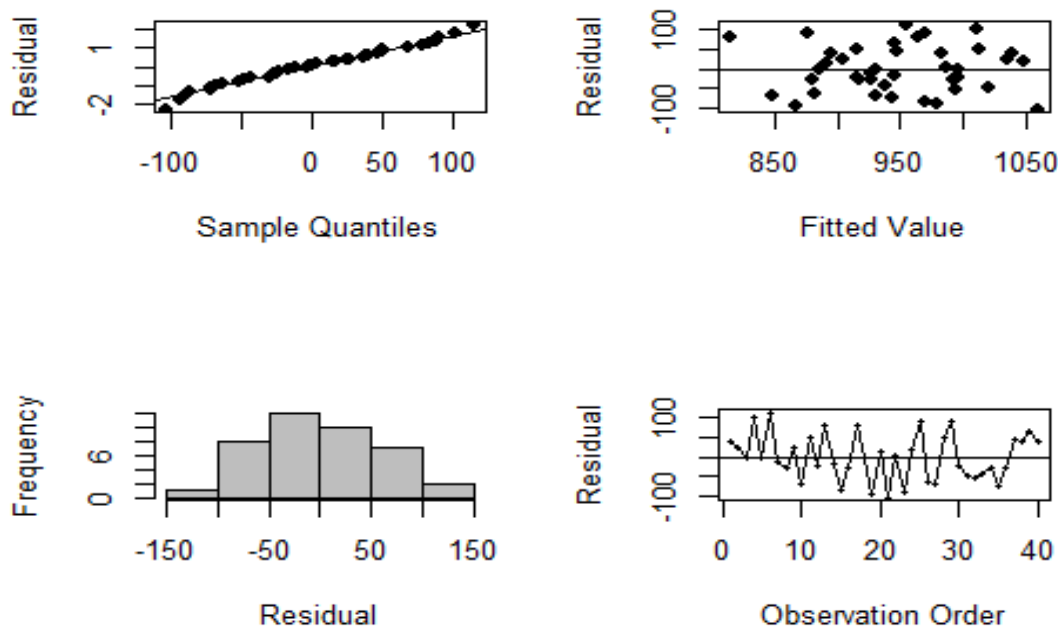 Residual
1
-2
-100 0 50 100
Sample Quantiles
Residual
100
-100
850 950 1050
Fitted Value
Frequency
6
0
-150 -50 50 150
Residual
Residual
100
-100
0 10 20 30 40
Observation Order